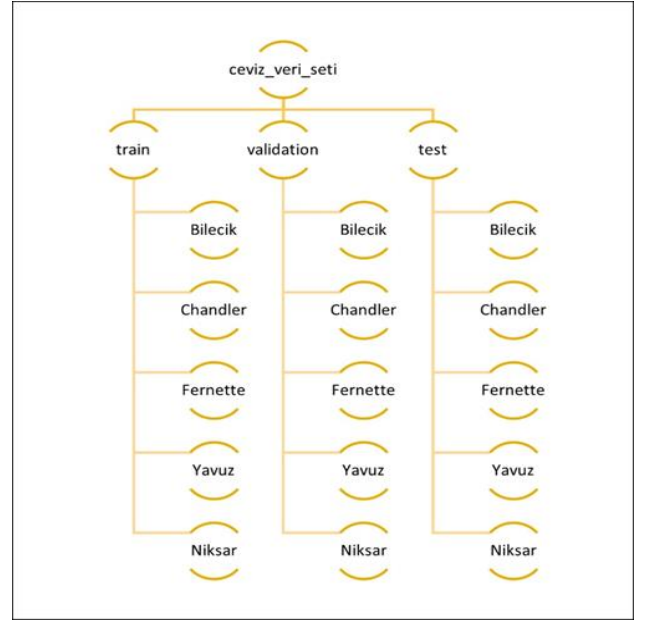 ceviz_veri_seti
train
validation
test
Bilecik
Bilecik
Bilecik
Chandler
Chandler
Chandler
Fernette
Fernette
Fernette
Yavuz
Yavuz
Yavuz
Niksar
Niksar
Niksar